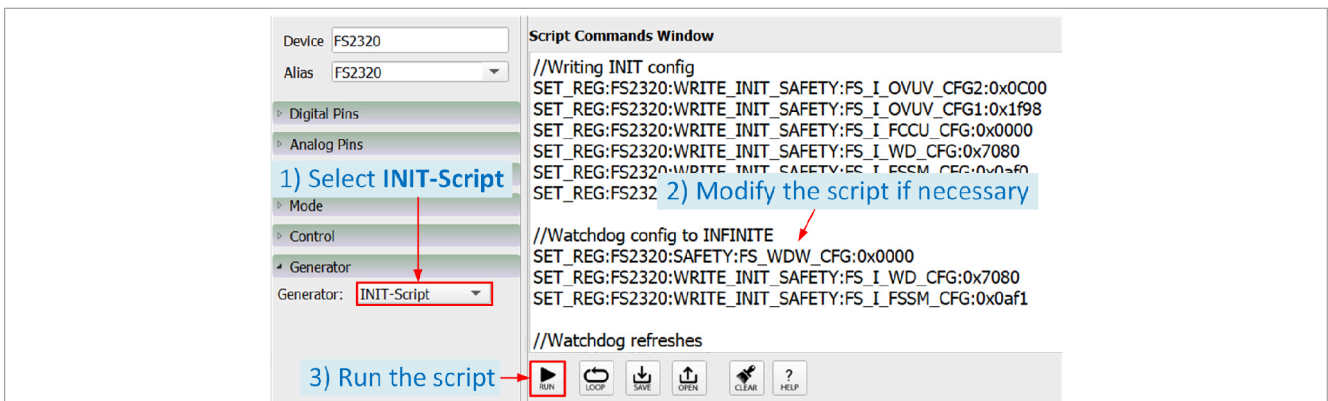 Device FS2320
Alias FS2320
Digital Pins
Analog Pins
1) Select INIT-Script
Mode
Control
Generator
Generator: INIT-Script
Script Commands Window
//Writing INIT config
SET_REG:FS2320:WRITE_INIT_SAFETY:FS_I_OVUV_CFG2:0x0C00
SET_REG:FS2320:WRITE_INIT_SAFETY:FS_I_OVUV_CFG1:0x1f98
SET_REG:FS2320:WRITE_INIT_SAFETY:FS_I_FCCU_CFG:0x0000
SET_REG:FS2320:WRITE_INIT_SAFETY:FS_I_WD_CFG:0x7080
SET_REG:FS2320:WRITE_INIT_SAFETY:FS_I_FSSM_CFG:0x0af0
SET_REG:FS232
2) Modify the script if necessary
//Watchdog config to INFINITE
SET_REG:FS2320:SAFETY:FS_WDW_CFG:0x0000
SET_REG:FS2320:WRITE_INIT_SAFETY:FS_I_WD_CFG:0x7080
SET_REG:FS2320:WRITE_INIT_SAFETY:FS_I_FSSM_CFG:0x0af1
//Watchdog refreshes
3) Run the script
RUN LOOP SAVE OPEN CLEAR ? HELP